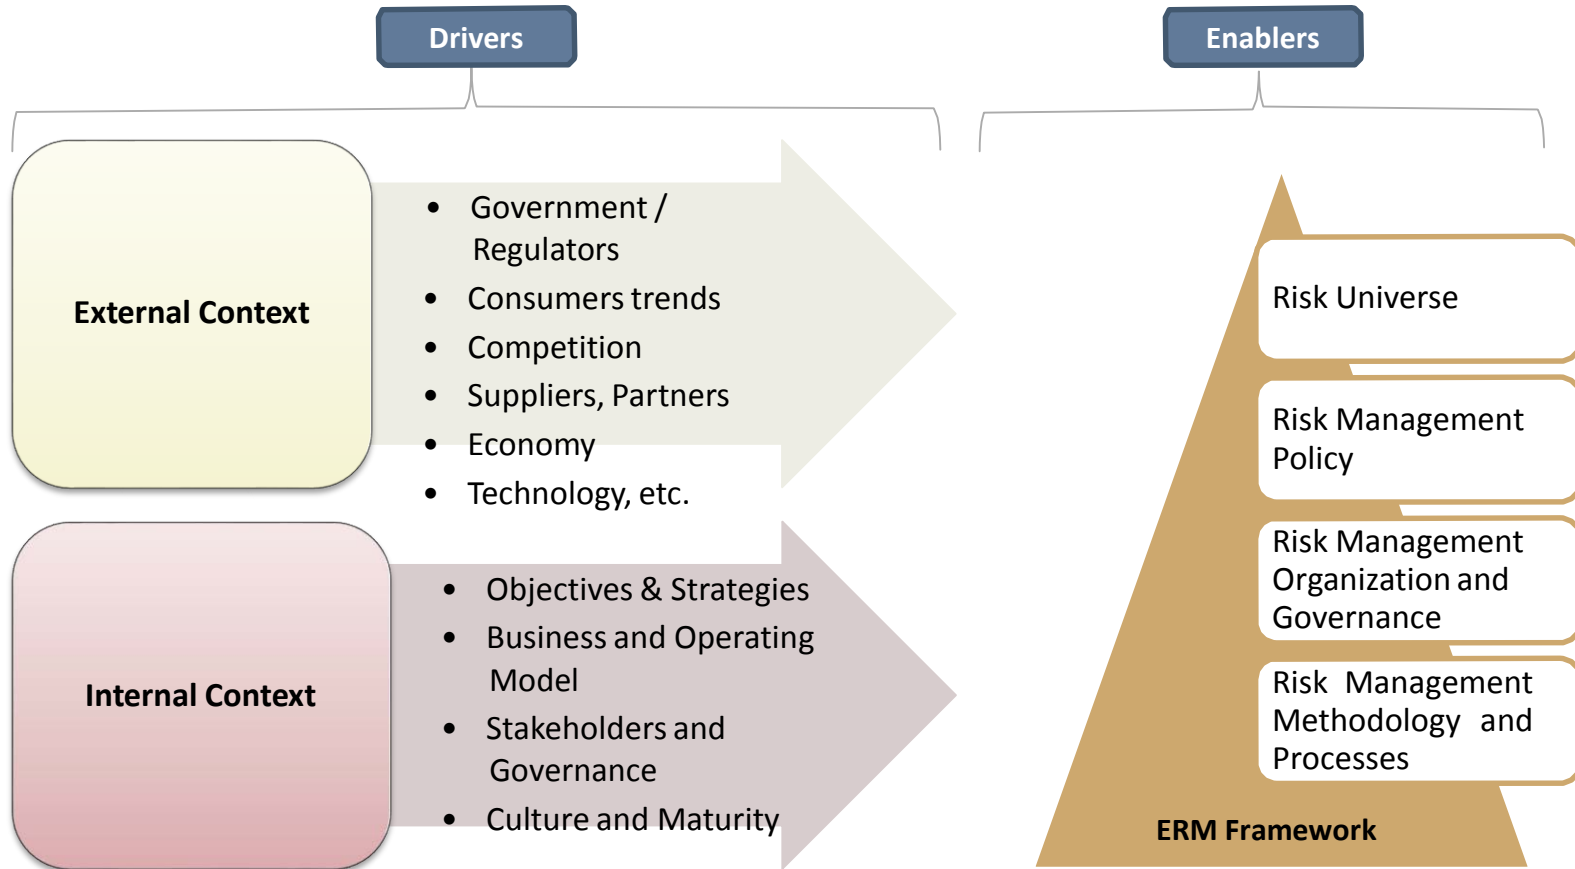 Drivers
Enablers
External Context
• Government /
Regulators
• Consumers trends
• Competition
• Suppliers, Partners
• Economy
• Technology, etc.
Internal Context
• Objectives & Strategies
• Business and Operating
Model
• Stakeholders and
Governance
• Culture and Maturity
Risk Universe
Risk Management
Policy
Risk Management
Organization and
Governance
Risk Management
Methodology and
Processes
ERM Framework